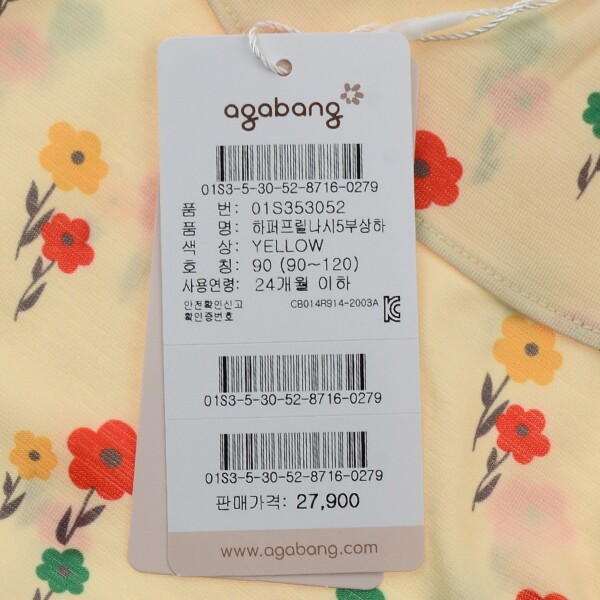 agabang
01S3-5-30-52-8716-0279
품 번: 01S353052
품 명: 하퍼프릴나시5부상하
색 상: YELLOW
호 칭: 90 (90~120)
사용연령: 24개월 이하
안전확인신고
확인증번호 CB014R914-2003A
01S3-5-30-52-8716-0279
01S3-5-30-52-8716-0279
판매가격: 27,900
www.agabang.com